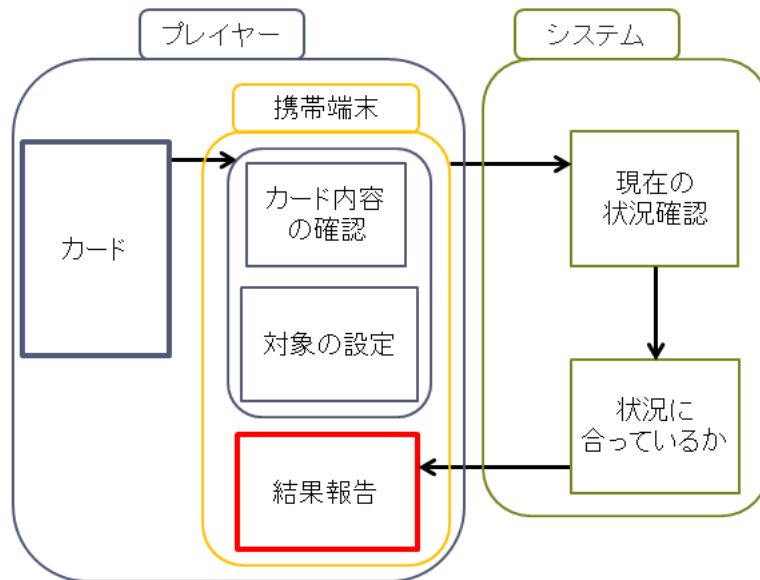 プレイヤー
システム
携帯端末
カード
カード内容
の確認
対象の設定
結果報告
現在の
状況確認
状況に
合っているか